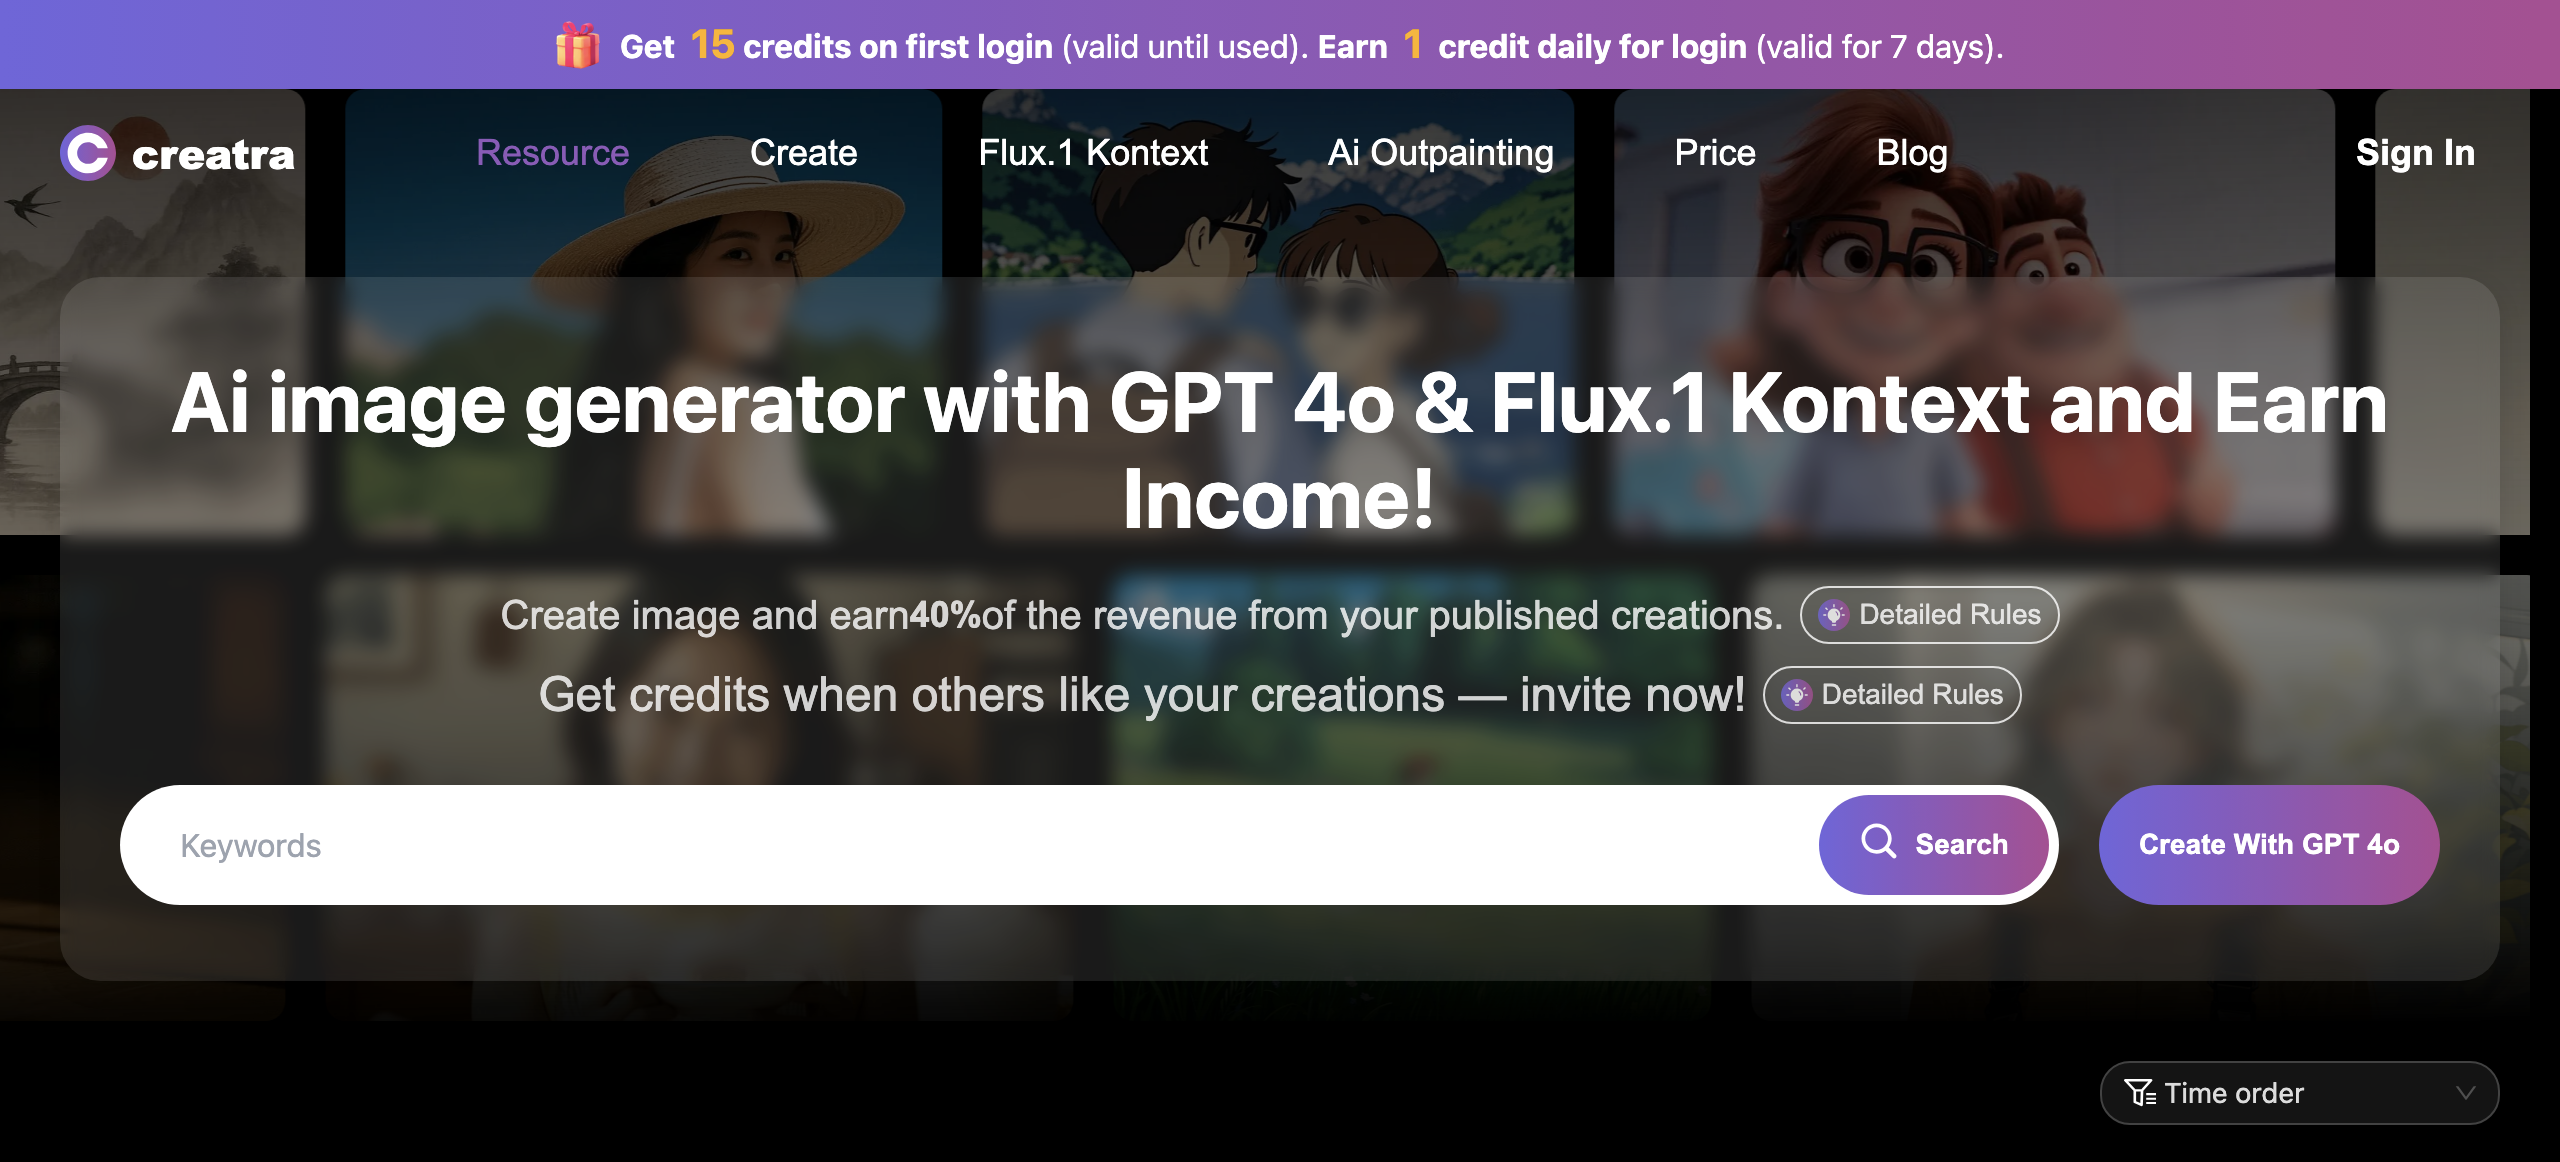 Get 15 credits on first login (valid until used). Earn 1 credit daily for login (valid for 7 days).
creatra
Resource
Create
Flux.1 Kontext
Ai Outpainting
Price
Blog
Sign In
Ai image generator with GPT 4o & Flux.1 Kontext and Earn
Income!
Create image and earn40%of the revenue from your published creations.
Detailed Rules
Get credits when others like your creations — invite now!
Detailed Rules
Keywords
Search
Create With GPT 4o
Time order